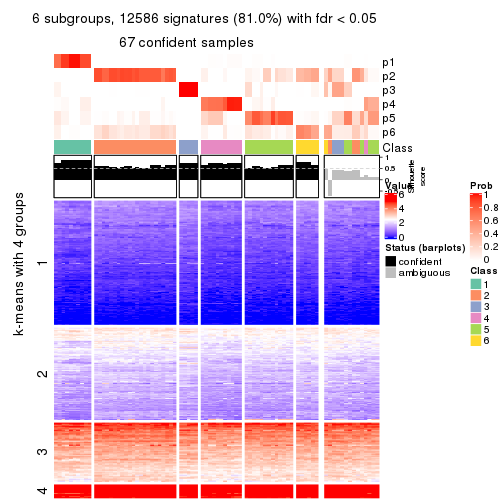 6 subgroups, 12586 signatures (81.0%) with fdr < 0.05
67 confident samples
p1
p2
p3
p4
p5
p6
Class
1
0.5
0
-0.5
Silhouette
score
k-means with 4 groups
1
2
3
4
Value
6
4
2
0
Status (barplots)
confident
ambiguous
Prob
1
0.8
0.6
0.4
0.2
0
Class
1
2
3
4
5
6